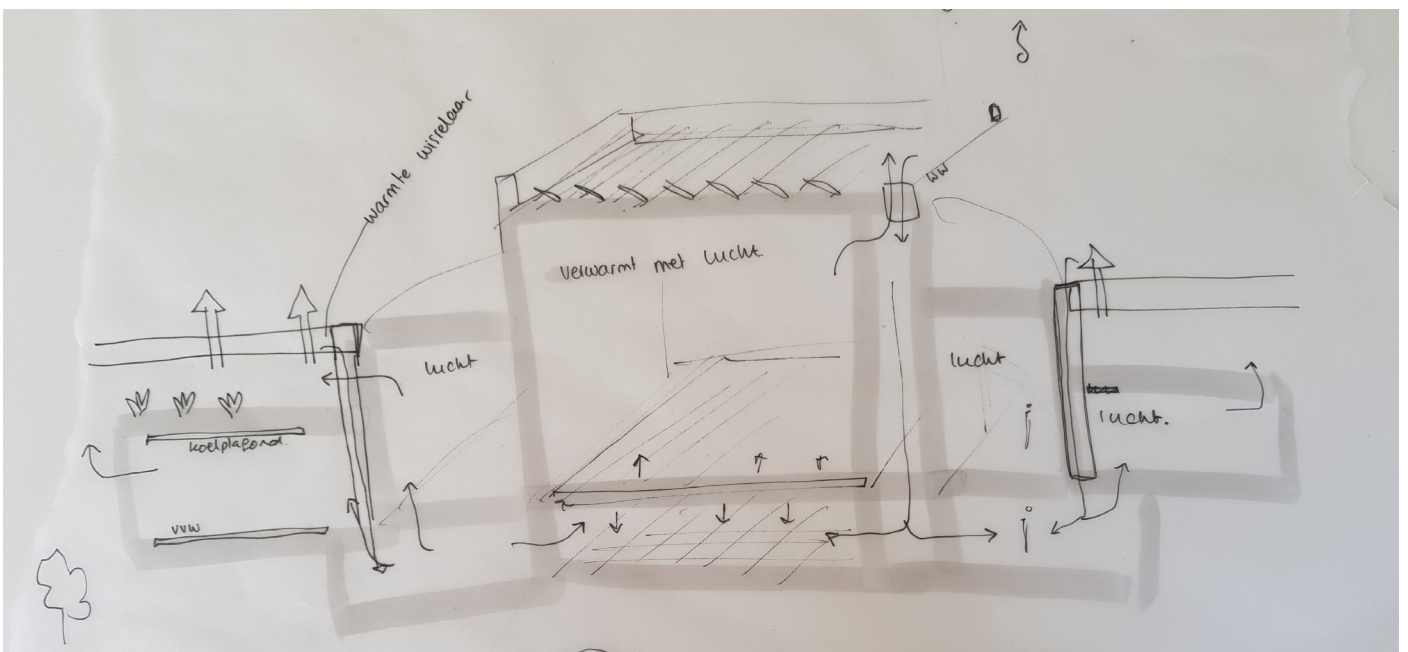 warmte wisselaar
WW
verwarmt met lucht.
lucht
lucht
lucht.
koelplafond.
VVW